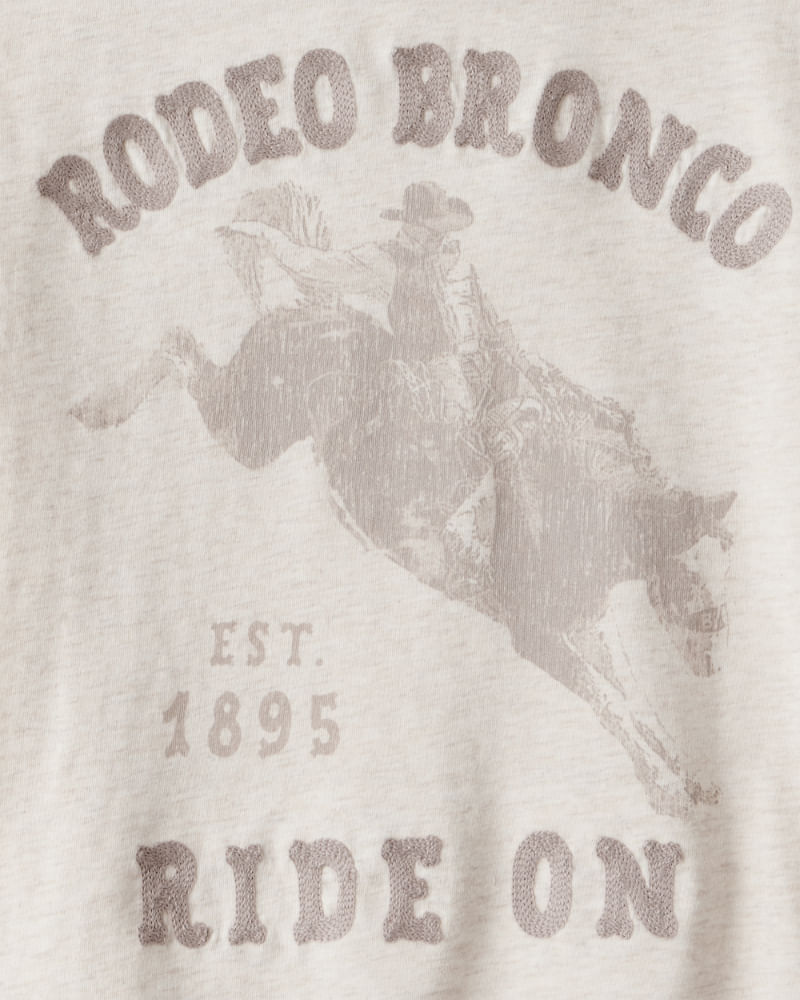 RODEO BRONCO
EST.
1895
RIDE ON